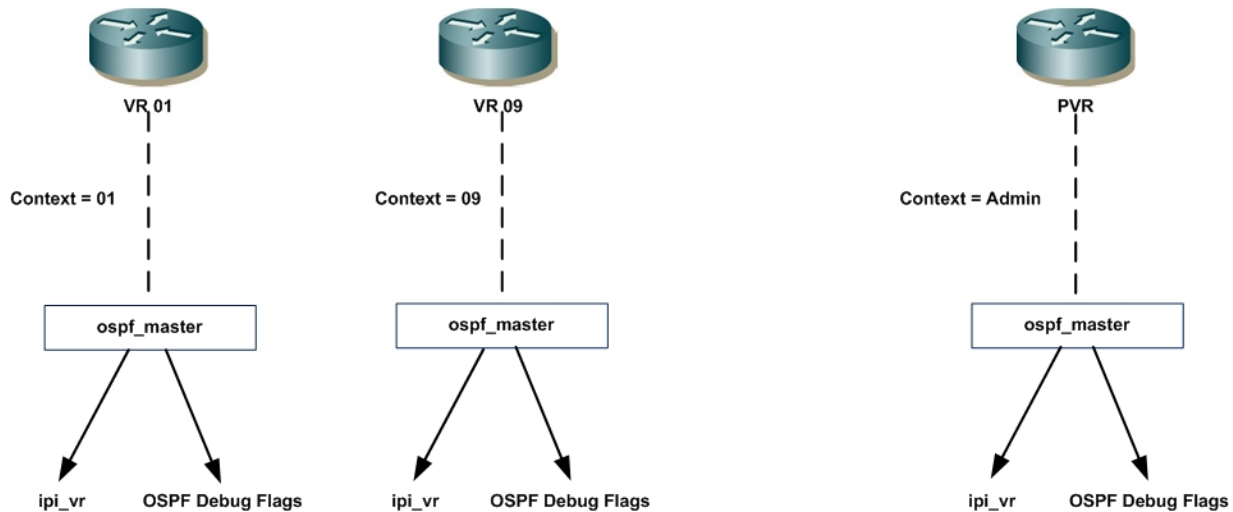 VR 01
VR 09
PVR
Context = 01
Context = 09
Context = Admin
ospf_master
ospf_master
ospf_master
ipi_vr
OSPF Debug Flags
ipi_vr
OSPF Debug Flags
ipi_vr
OSPF Debug Flags